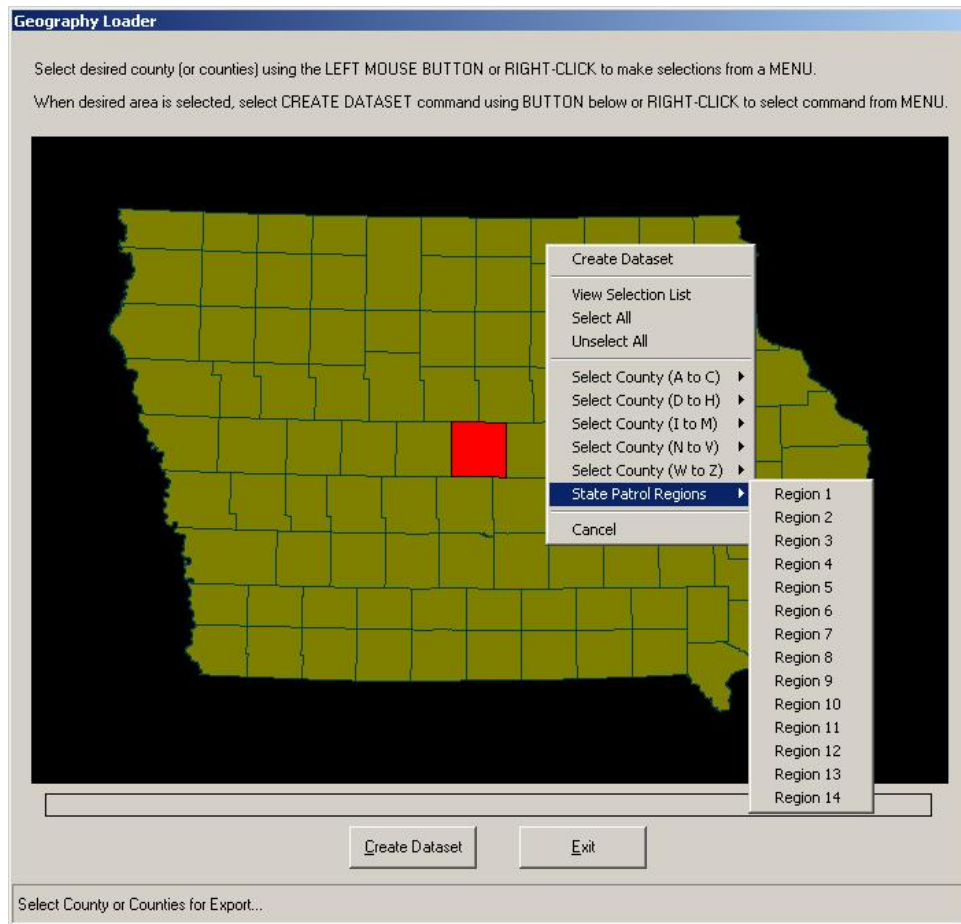 Geography Loader
Select desired county (or counties) using the LEFT MOUSE BUTTON or RIGHT-CLICK to make selections from a MENU.
When desired area is selected, select CREATE DATASET command using BUTTON below or RIGHT-CLICK to select command from MENU.
Create Dataset
View Selection List
Select All
Unselect All
Select County (A to C)
Select County (D to H)
Select County (I to M)
Select County (N to V)
Select County (W to Z)
State Patrol Regions
Cancel
Region 1
Region 2
Region 3
Region 4
Region 5
Region 6
Region 7
Region 8
Region 9
Region 10
Region 11
Region 12
Region 13
Region 14
Create Dataset
Exit
Select County or Counties for Export...